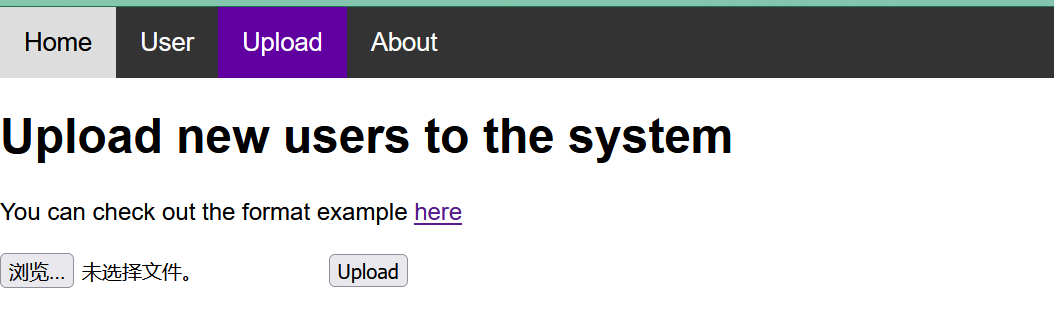 Home User Upload About
Upload new users to the system
You can check out the format example here
浏览... 未选择文件。 Upload